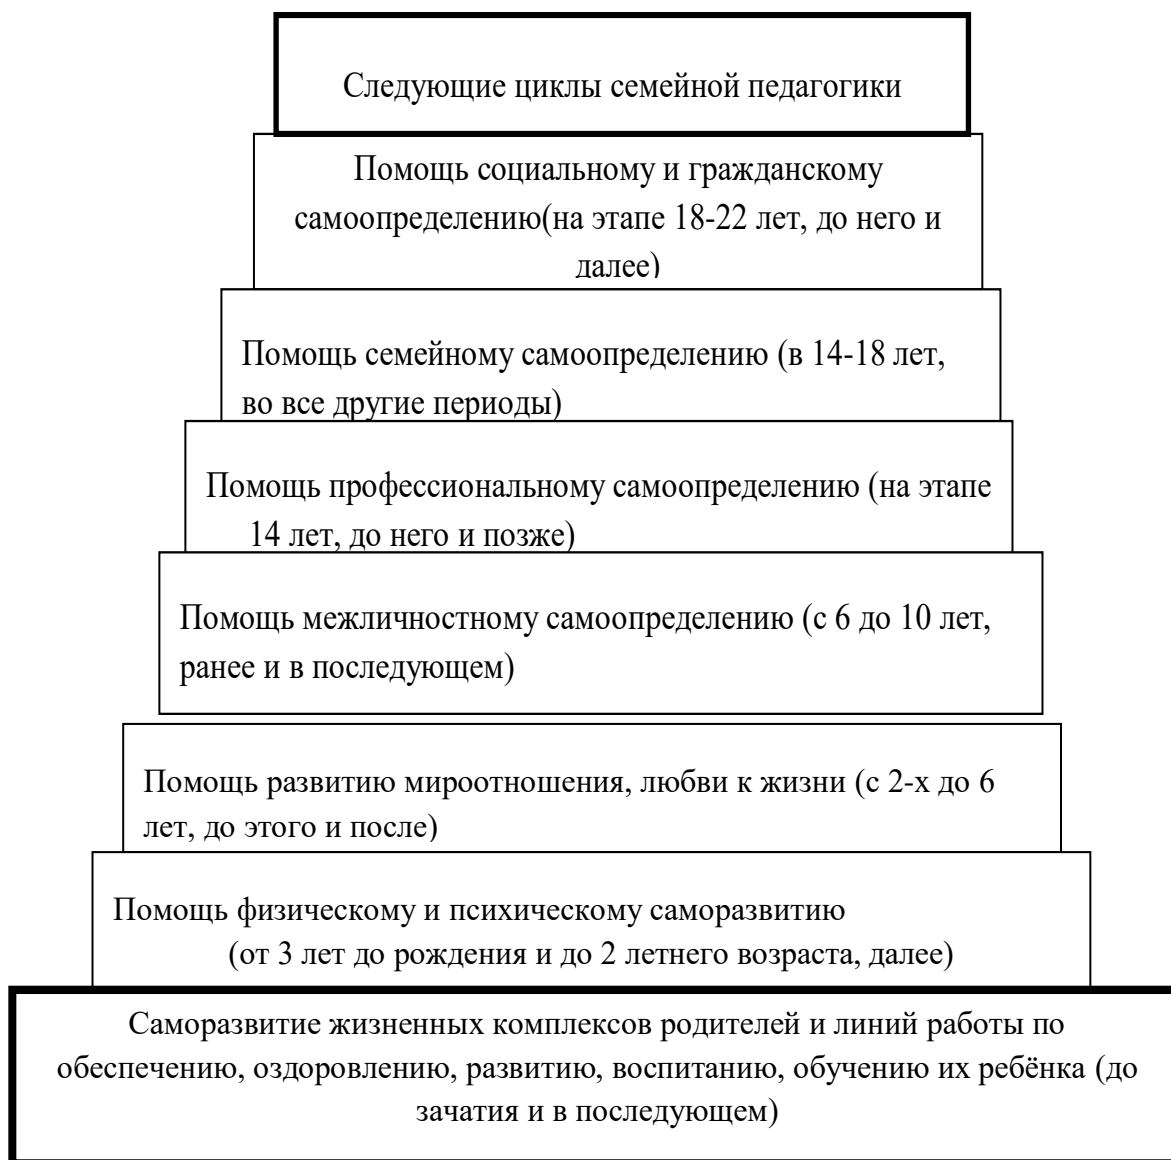 Следующие циклы семейной педагогики
Помощь социальному и гражданскому
самоопределению(на этапе 18-22 лет, до него и
далее)
Помощь семейному самоопределению (в 14-18 лет,
во все другие периоды)
Помощь профессиональному самоопределению (на этапе
14 лет, до него и позже)
Помощь межличностному самоопределению (с 6 до 10 лет,
ранее и в последующем)
Помощь развитию мироотношения, любви к жизни (с 2-х до 6
лет, до этого и после)
Помощь физическому и психическому саморазвитию
(от 3 лет до рождения и до 2 летнего возраста, далее)
Саморазвитие жизненных комплексов родителей и линий работы по
обеспечению, оздоровлению, развитию, воспитанию, обучению их ребёнка (до
зачатия и в последующем)